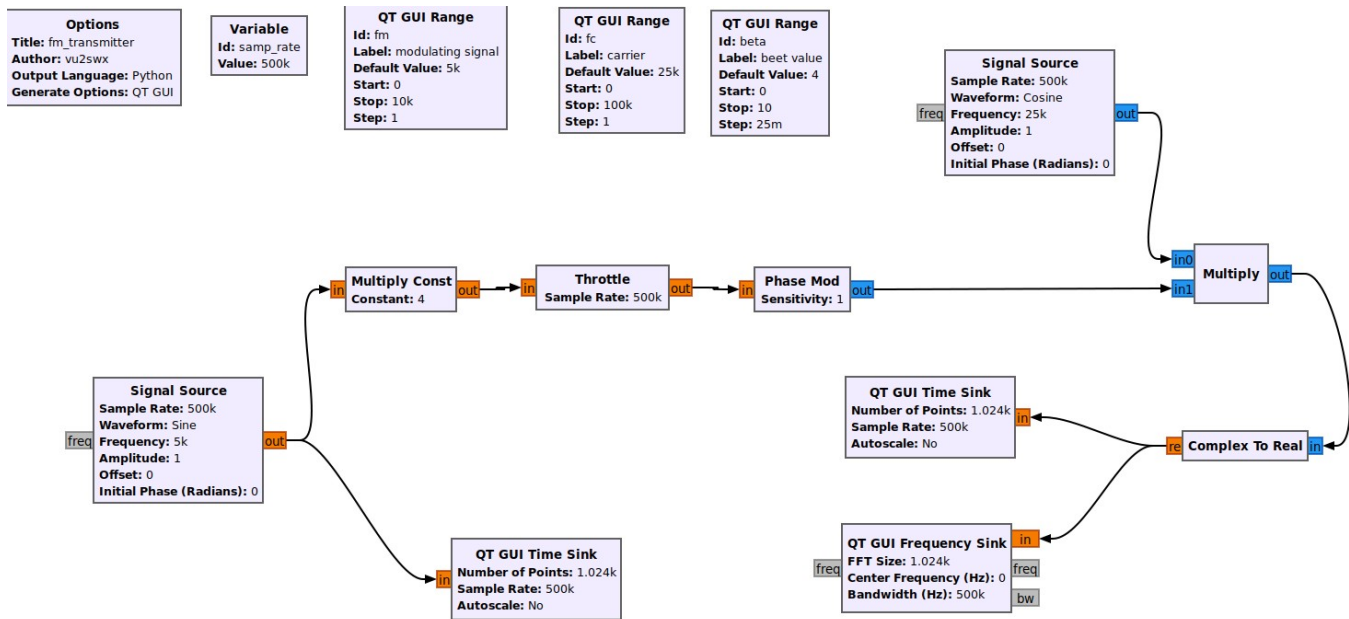 Options
Title: fm_transmitter
Author: vu2swx
Output Language: Python
Generate Options: QT GUI
Variable
Id: samp_rate
Value: 500k
QT GUI Range
Id: fm
Label: modulating signal
Default Value: 5k
Start: 0
Stop: 10k
Step: 1
QT GUI Range
Id: fc
Label: carrier
Default Value: 25k
Start: 0
Stop: 100k
Step: 1
QT GUI Range
Id: beta
Label: beet value
Default Value: 4
Start: 0
Stop: 10
Step: 25m
Signal Source
Sample Rate: 500k
Waveform: Cosine
Frequency: 25k
Amplitude: 1
Offset: 0
Initial Phase (Radians): 0
freq
out
in
Multiply Const
Constant: 4
out
in
Throttle
Sample Rate: 500k
out
in
Phase Mod
Sensitivity: 1
out
in0
in1
Multiply
out
Signal Source
Sample Rate: 500k
Waveform: Sine
Frequency: 5k
Amplitude: 1
Offset: 0
Initial Phase (Radians): 0
freq
out
QT GUI Time Sink
Number of Points: 1.024k
Sample Rate: 500k
Autoscale: No
in
re
Complex To Real
in
in
QT GUI Time Sink
Number of Points: 1.024k
Sample Rate: 500k
Autoscale: No
QT GUI Frequency Sink
FFT Size: 1.024k
Center Frequency (Hz): 0
Bandwidth (Hz): 500k
freq
in
freq
bw